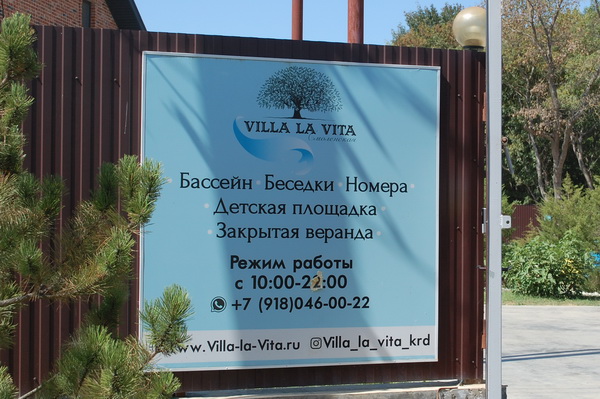 VILLA LA VITA
Смоленская
· Бассейн · Беседки · Номера ·
· Детская площадка ·
· Закрытая веранда ·
Режим работы
с 10:00-22:00
+7 (918)046-00-22
www.Villa-la-Vita.ru Villa_la_vita_krd